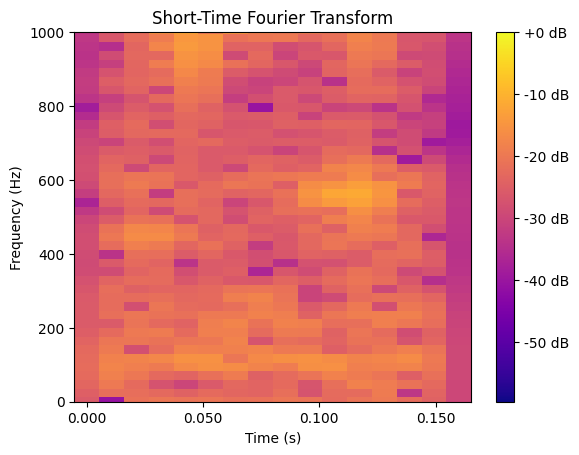 Short-Time Fourier Transform
1000
800
600
400
200
0
Frequency (Hz)
0.000
0.050
0.100
0.150
Time (s)
+0 dB
-10 dB
-20 dB
-30 dB
-40 dB
-50 dB